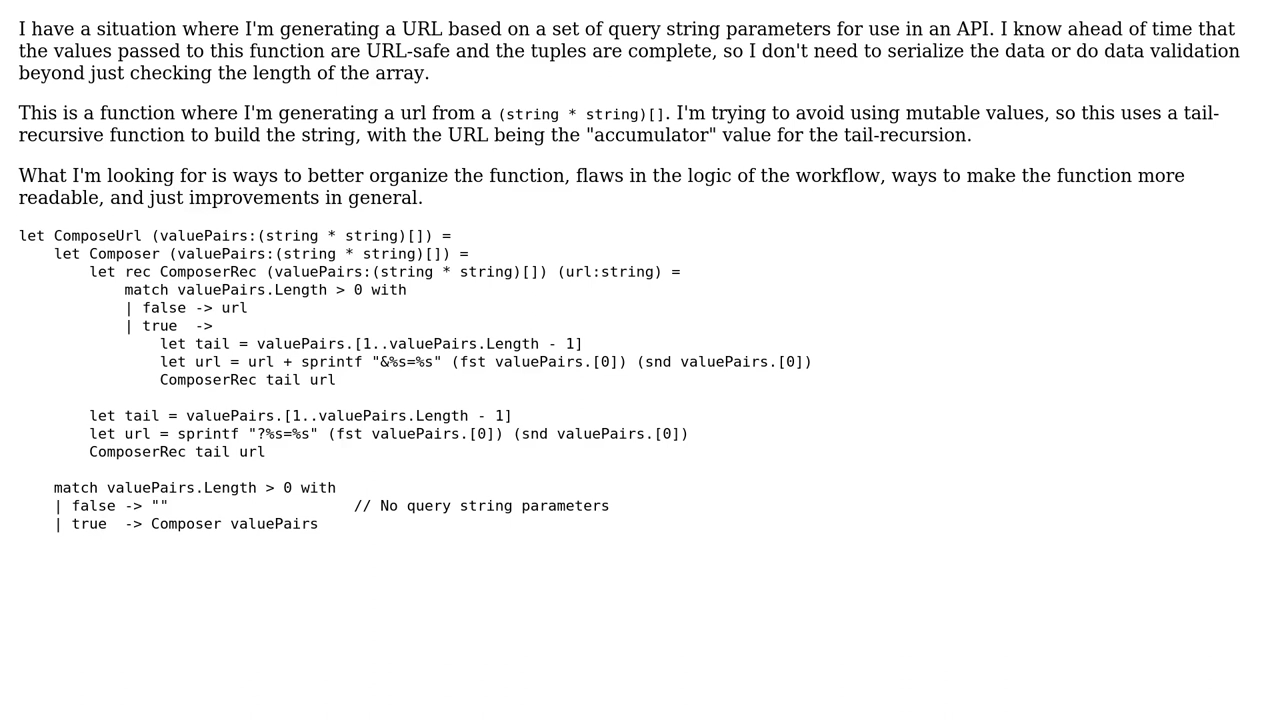 I have a situation where I'm generating a URL based on a set of query string parameters for use in an API. I know ahead of time that
the values passed to this function are URL-safe and the tuples are complete, so I don't need to serialize the data or do data validation
beyond just checking the length of the array.
This is a function where I'm generating a url from a (string * string)[]. I'm trying to avoid using mutable values, so this uses a tail-
recursive function to build the string, with the URL being the "accumulator" value for the tail-recursion.
What I'm looking for is ways to better organize the function, flaws in the logic of the workflow, ways to make the function more
readable, and just improvements in general.
let ComposeUrl (valuePairs:(string * string)[]) =
    let Composer (valuePairs:(string * string)[]) =
        let rec ComposerRec (valuePairs:(string * string)[]) (url:string) =
            match valuePairs.Length > 0 with
            | false -> url
            | true  ->
                let tail = valuePairs.[1..valuePairs.Length - 1]
                let url = url + sprintf "&%s=%s" (fst valuePairs.[0]) (snd valuePairs.[0])
                ComposerRec tail url
        let tail = valuePairs.[1..valuePairs.Length - 1]
        let url = sprintf "?%s=%s" (fst valuePairs.[0]) (snd valuePairs.[0])
        ComposerRec tail url
    match valuePairs.Length > 0 with
    | false -> ""                     // No query string parameters
    | true  -> Composer valuePairs